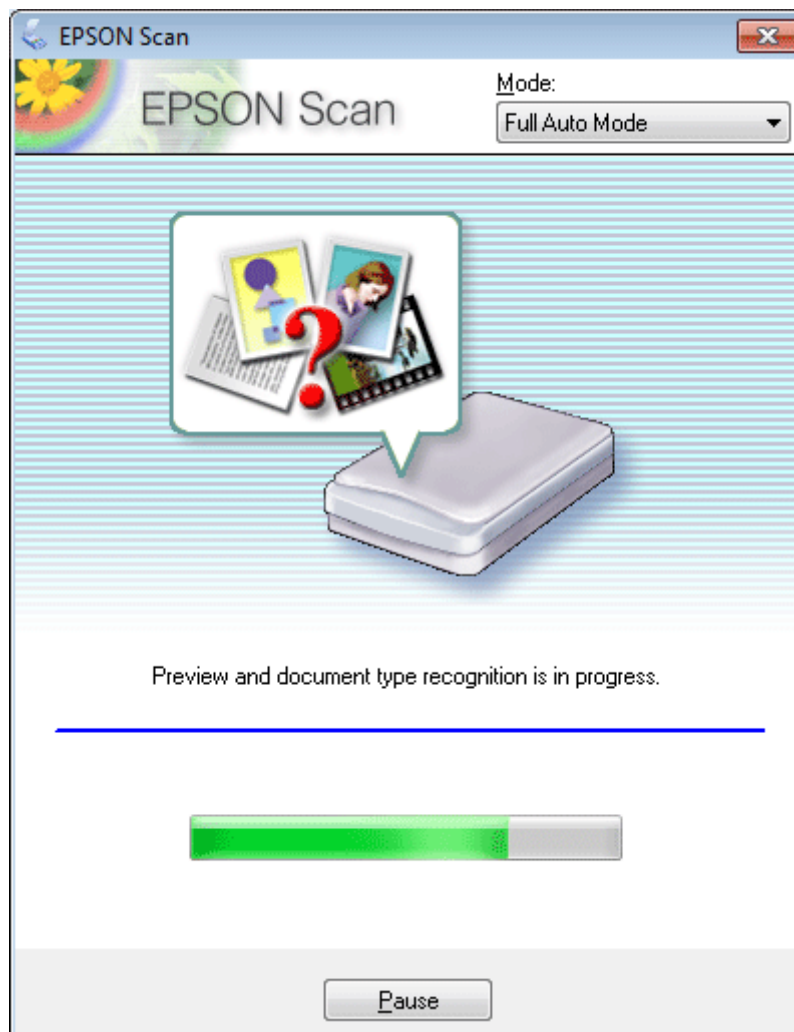 EPSON Scan
EPSON Scan
Mode:
Full Auto Mode
Preview and document type recognition is in progress.
Pause